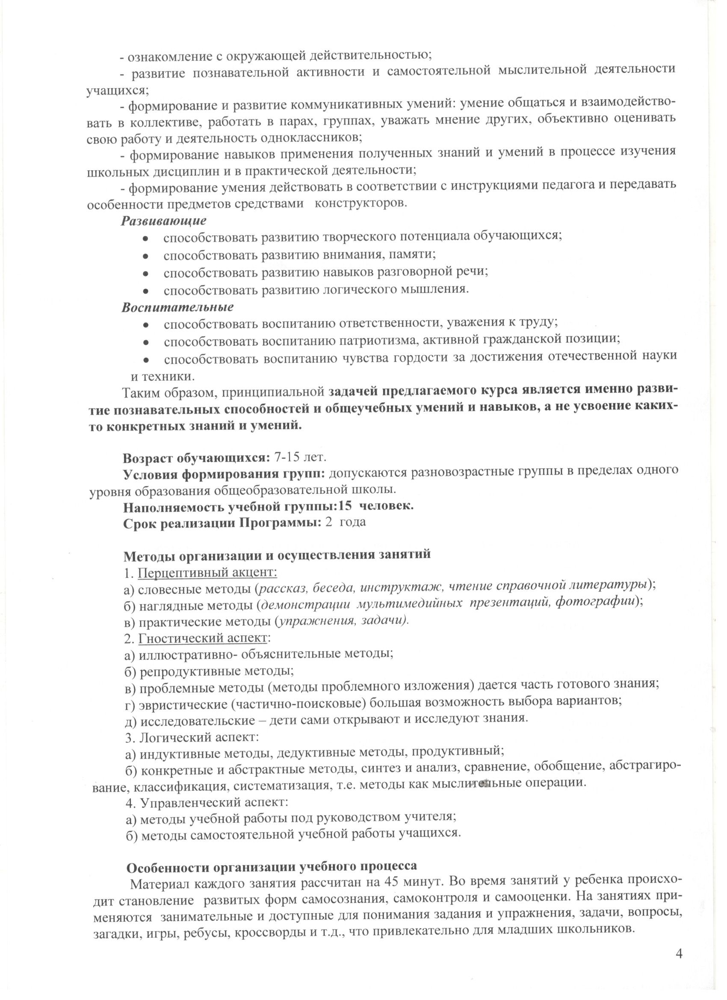 - ознакомление с окружающей действительностью;
- развитие познавательной активности и самостоятельной мыслительной деятельности
учащихся;
- формирование и развитие коммуникативных умений: умение общаться и взаимодейство-
вать в коллективе, работать в парах, группах, уважать мнение других, объективно оценивать
свою работу и деятельность одноклассников;
- формирование навыков применения полученных знаний и умений в процессе изучения
школьных дисциплин и в практической деятельности;
- формирование умения действовать в соответствии с инструкциями педагога и передавать
особенности предметов средствами конструкторов.
Развивающие
• способствовать развитию творческого потенциала обучающихся;
• способствовать развитию внимания, памяти;
• способствовать развитию навыков разговорной речи;
• способствовать развитию логического мышления.
Воспитательные
• способствовать воспитанию ответственности, уважения к труду;
• способствовать воспитанию патриотизма, активной гражданской позиции;
• способствовать воспитанию чувства гордости за достижения отечественной науки
и техники.
Таким образом, принципиальной задачей предлагаемого курса является именно разви-
тие познавательных способностей и общеучебных умений и навыков, а не усвоение каких-
то конкретных знаний и умений.
Возраст обучающихся: 7-15 лет.
Условия формирования групп: допускаются разновозрастные группы в пределах одного
уровня образования общеобразовательной школы.
Наполняемость учебной группы:15 человек.
Срок реализации Программы: 2 года
Методы организации и осуществления занятий
1. Перцептивный акцент:
а) словесные методы (рассказ, беседа, инструктаж, чтение справочной литературы);
б) наглядные методы (демонстрации мультимедийных презентаций, фотографии);
в) практические методы (упражнения, задачи).
2. Гностический аспект:
а) иллюстративно- объяснительные методы;
б) репродуктивные методы;
в) проблемные методы (методы проблемного изложения) дается часть готового знания;
г) эвристические (частично-поисковые) большая возможность выбора вариантов;
д) исследовательские – дети сами открывают и исследуют знания.
3. Логический аспект:
а) индуктивные методы, дедуктивные методы, продуктивный;
б) конкретные и абстрактные методы, синтез и анализ, сравнение, обобщение, абстрагиро-
вание, классификация, систематизация, т.е. методы как мыслительные операции.
4. Управленческий аспект:
а) методы учебной работы под руководством учителя;
б) методы самостоятельной учебной работы учащихся.
Особенности организации учебного процесса
Материал каждого занятия рассчитан на 45 минут. Во время занятий у ребенка происхо-
дит становление развитых форм самосознания, самоконтроля и самооценки. На занятиях при-
меняются занимательные и доступные для понимания задания и упражнения, задачи, вопросы,
загадки, игры, ребусы, кроссворды и т.д., что привлекательно для младших школьников.
4